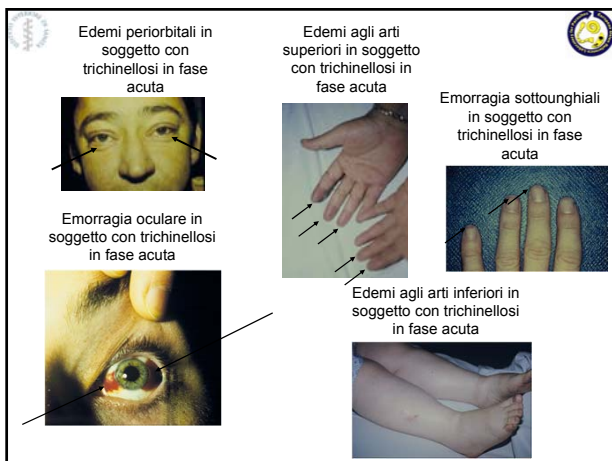 Edemi periorbitali in
soggetto con
trichinellosi in fase
acuta
Edemi agli arti
superiori in soggetto
con trichinellosi in
fase acuta
Emorragia sottounghiali
in soggetto con
trichinellosi in fase
acuta
Emorragia oculare in
soggetto con trichinellosi
in fase acuta
Edemi agli arti inferiori in
soggetto con trichinellosi
in fase acuta